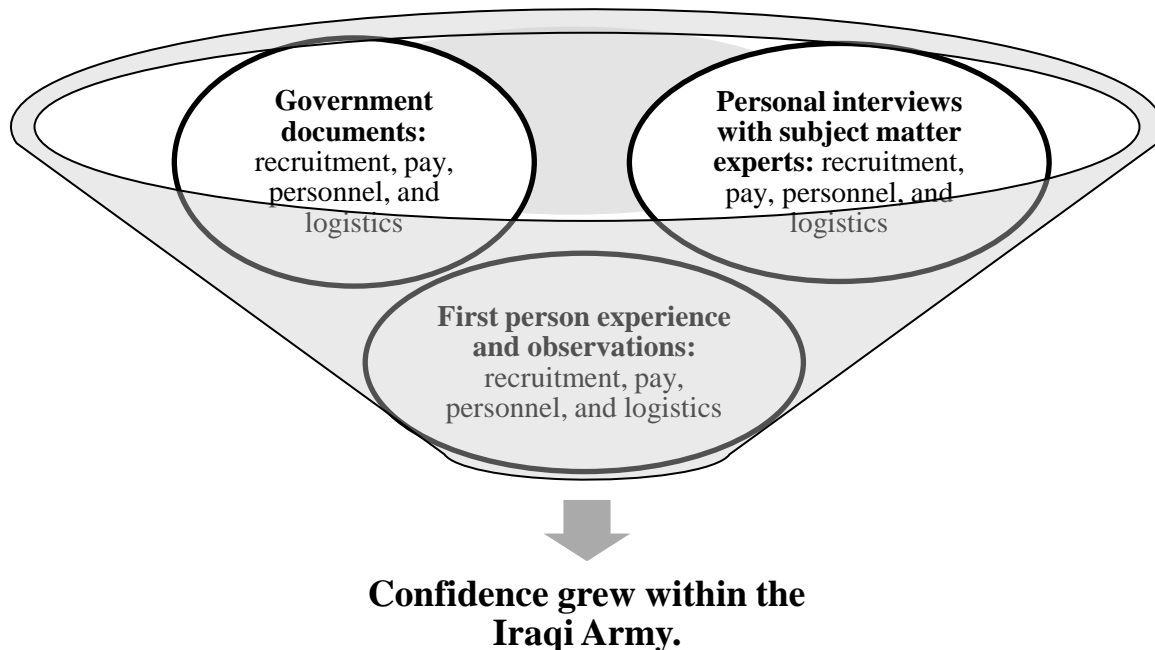 Government
documents:
recruitment, pay,
personnel, and
logistics
Personal interviews
with subject matter
experts: recruitment,
pay, personnel, and
logistics
First person experience
and observations:
recruitment, pay,
personnel, and logistics
Confidence grew within the
Iraqi Army.